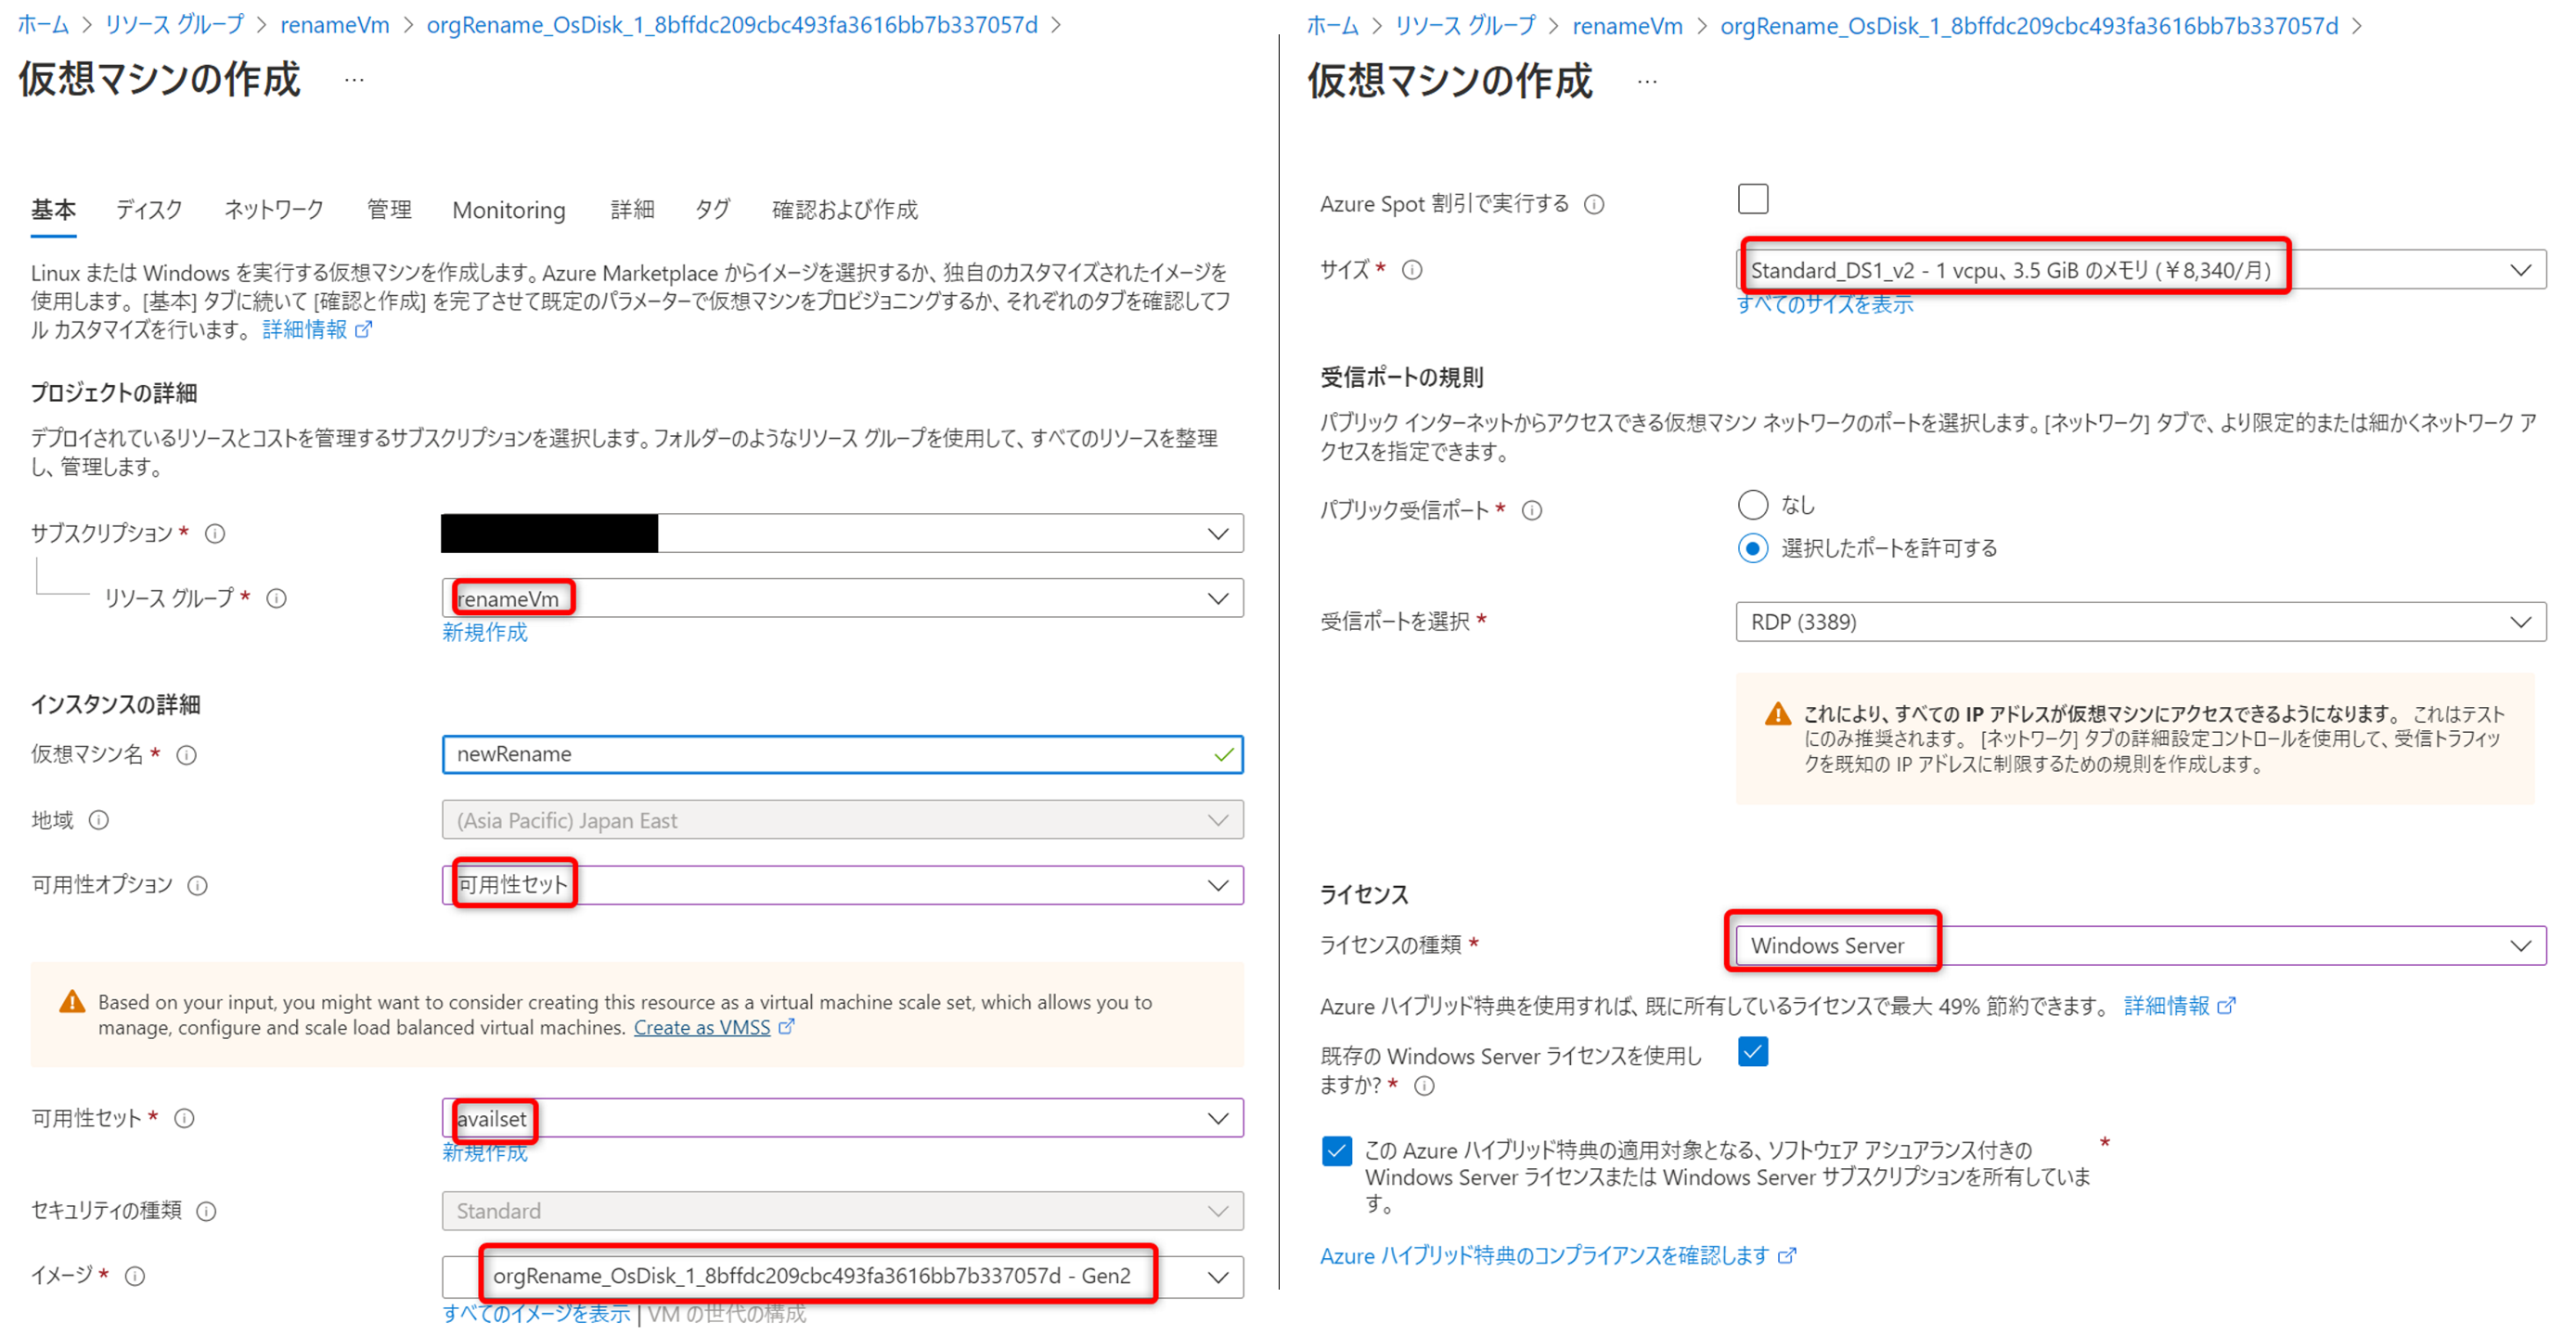 ホーム > リソース グループ > renameVm > orgRename_OsDisk_1_8bffdc209cbc493fa3616bb7b337057d >
仮想マシンの作成 …
基本 ディスク ネットワーク 管理 Monitoring 詳細 タグ 確認および作成
Linux または Windows を実行する仮想マシンを作成します。Azure Marketplace からイメージを選択するか、独自のカスタマイズされたイメージを
使用します。[基本] タブに続いて [確認と作成] を完了させて既定のパラメーターで仮想マシンをプロビジョニングするか、それぞれのタブを確認してフ
ル カスタマイズを行います。 詳細情報
プロジェクトの詳細
デプロイされているリソースとコストを管理するサブスクリプションを選択します。フォルダーのようなリソース グループを使用して、すべてのリソースを整理
し、管理します。
サブスクリプション *
リソース グループ * renameVm
新規作成
インスタンスの詳細
仮想マシン名 * newRename
地域 (Asia Pacific) Japan East
可用性オプション 可用性セット
Based on your input, you might want to consider creating this resource as a virtual machine scale set, which allows you to
manage, configure and scale load balanced virtual machines. Create as VMSS
可用性セット * availset
新規作成
セキュリティの種類 Standard
イメージ * orgRename_OsDisk_1_8bffdc209cbc493fa3616bb7b337057d - Gen2
すべてのイメージを表示 | VM の世代の構成
ホーム > リソース グループ > renameVm > orgRename_OsDisk_1_8bffdc209cbc493fa3616bb7b337057d >
仮想マシンの作成 …
Azure Spot 割引で実行する
サイズ * Standard_DS1_v2 - 1 vcpu、3.5 GiB のメモリ (¥8,340/月)
すべてのサイズを表示
受信ポートの規則
パブリック インターネットからアクセスできる仮想マシン ネットワークのポートを選択します。[ネットワーク] タブで、より限定的または細かくネットワーク ア
クセスを指定できます。
パブリック受信ポート * なし
選択したポートを許可する
受信ポートを選択 * RDP (3389)
これにより、すべての IP アドレスが仮想マシンにアクセスできるようになります。 これはテスト
にのみ推奨されます。 [ネットワーク] タブの詳細設定コントロールを使用して、受信トラフィッ
クを既知の IP アドレスに制限するための規則を作成します。
ライセンス
ライセンスの種類 * Windows Server
Azure ハイブリッド特典を使用すれば、既に所有しているライセンスで最大 49% 節約できます。 詳細情報
既存の Windows Server ライセンスを使用し
ますか? *
この Azure ハイブリッド特典の適用対象となる、ソフトウェア アシュアランス付きの *
Windows Server ライセンスまたは Windows Server サブスクリプションを所有していま
す。
Azure ハイブリッド特典のコンプライアンスを確認します